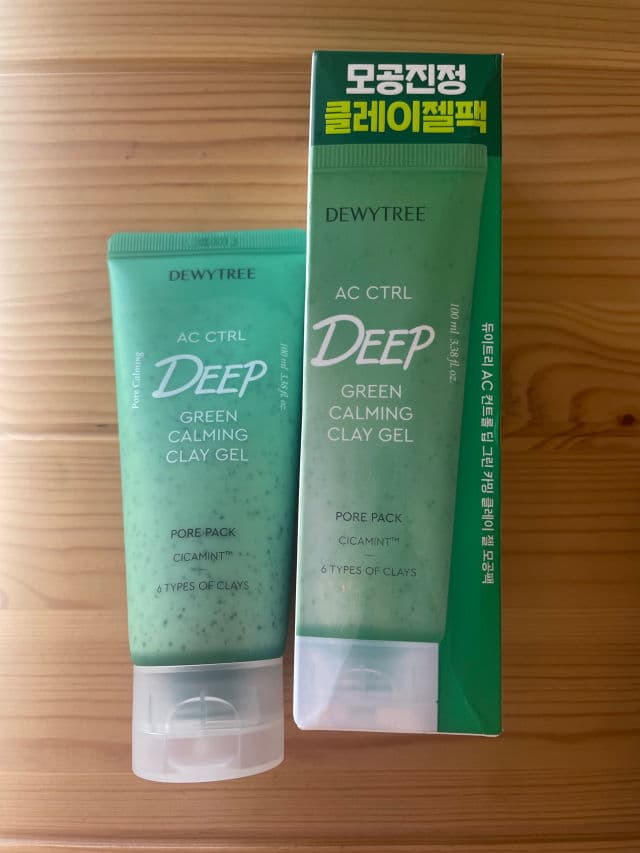 DEWYTREE
AC CTRL
DEEP
GREEN
CALMING
CLAY GEL
PORE PACK
CICAMINT™
6 TYPES OF CLAYS
Pore Calming
100 ml 3.38 fl. oz.
모공진정
클레이젤팩
DEWYTREE
AC CTRL
DEEP
GREEN
CALMING
CLAY GEL
PORE PACK
CICAMINT™
6 TYPES OF CLAYS
100 ml 3.38 fl. oz.
듀이트리 AC 컨트롤 딥 그린 카밍 클레이 젤 모공팩